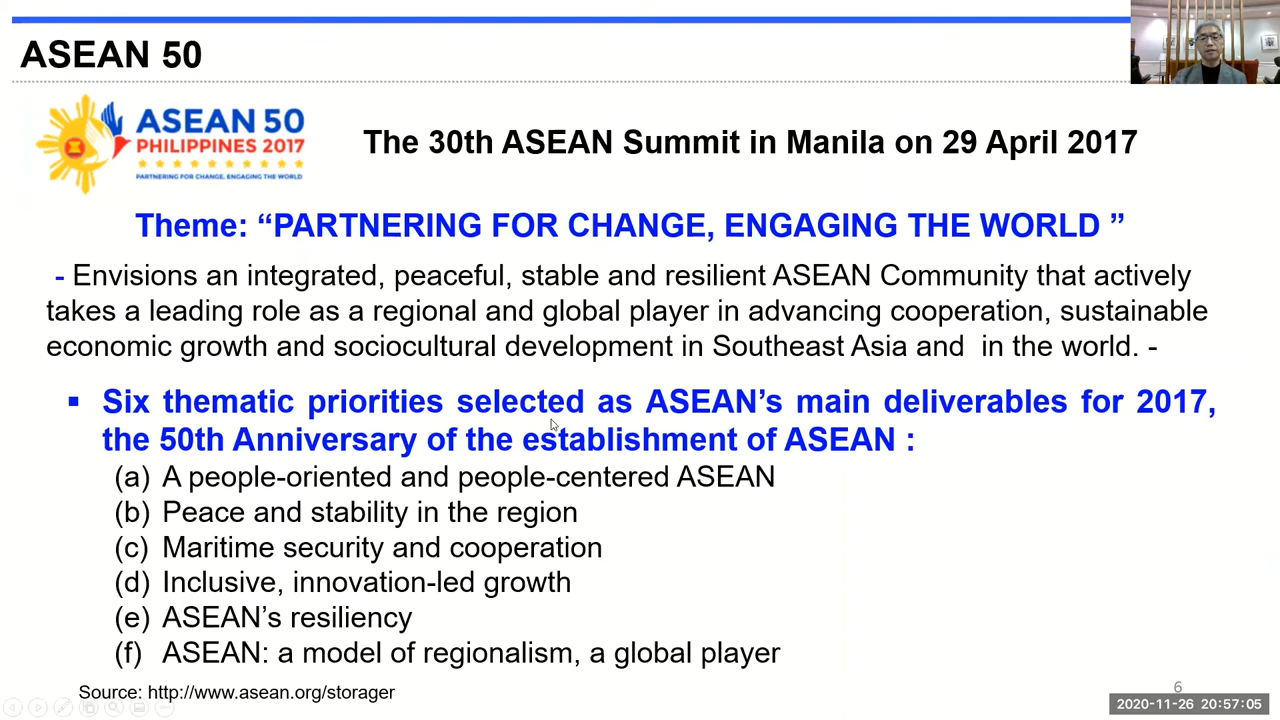 ASEAN 50
ASEAN 50
PHILIPPINES 2017
PARTNERING FOR CHANGE, ENGAGING THE WORLD
The 30th ASEAN Summit in Manila on 29 April 2017
Theme: “PARTNERING FOR CHANGE, ENGAGING THE WORLD ”
- Envisions an integrated, peaceful, stable and resilient ASEAN Community that actively
takes a leading role as a regional and global player in advancing cooperation, sustainable
economic growth and sociocultural development in Southeast Asia and  in the world. -
▪ Six thematic priorities selected as ASEAN’s main deliverables for 2017,
the 50th Anniversary of the establishment of ASEAN :
(a) A people-oriented and people-centered ASEAN
(b) Peace and stability in the region
(c) Maritime security and cooperation
(d) Inclusive, innovation-led growth
(e) ASEAN’s resiliency
(f) ASEAN: a model of regionalism, a global player
Source: http://www.asean.org/storager
6
2020-11-26 20:57:05